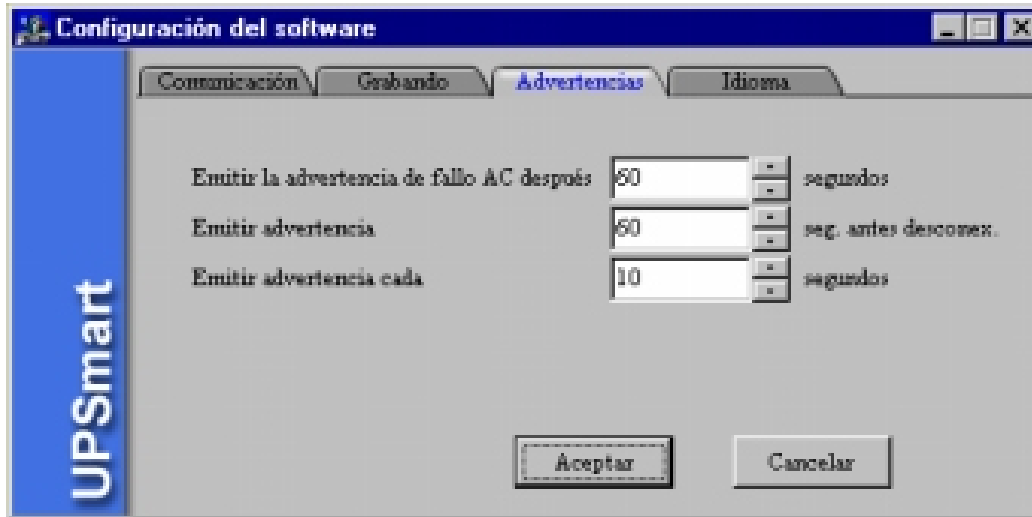 Configuración del software
Comunicación Grabando Advertencias Idioma
Emitir la advertencia de fallo AC después 60 segundos
Emitir advertencia 60 seg. antes desconex.
Emitir advertencia cada 10 segundos
UPSmart
Aceptar Cancelar